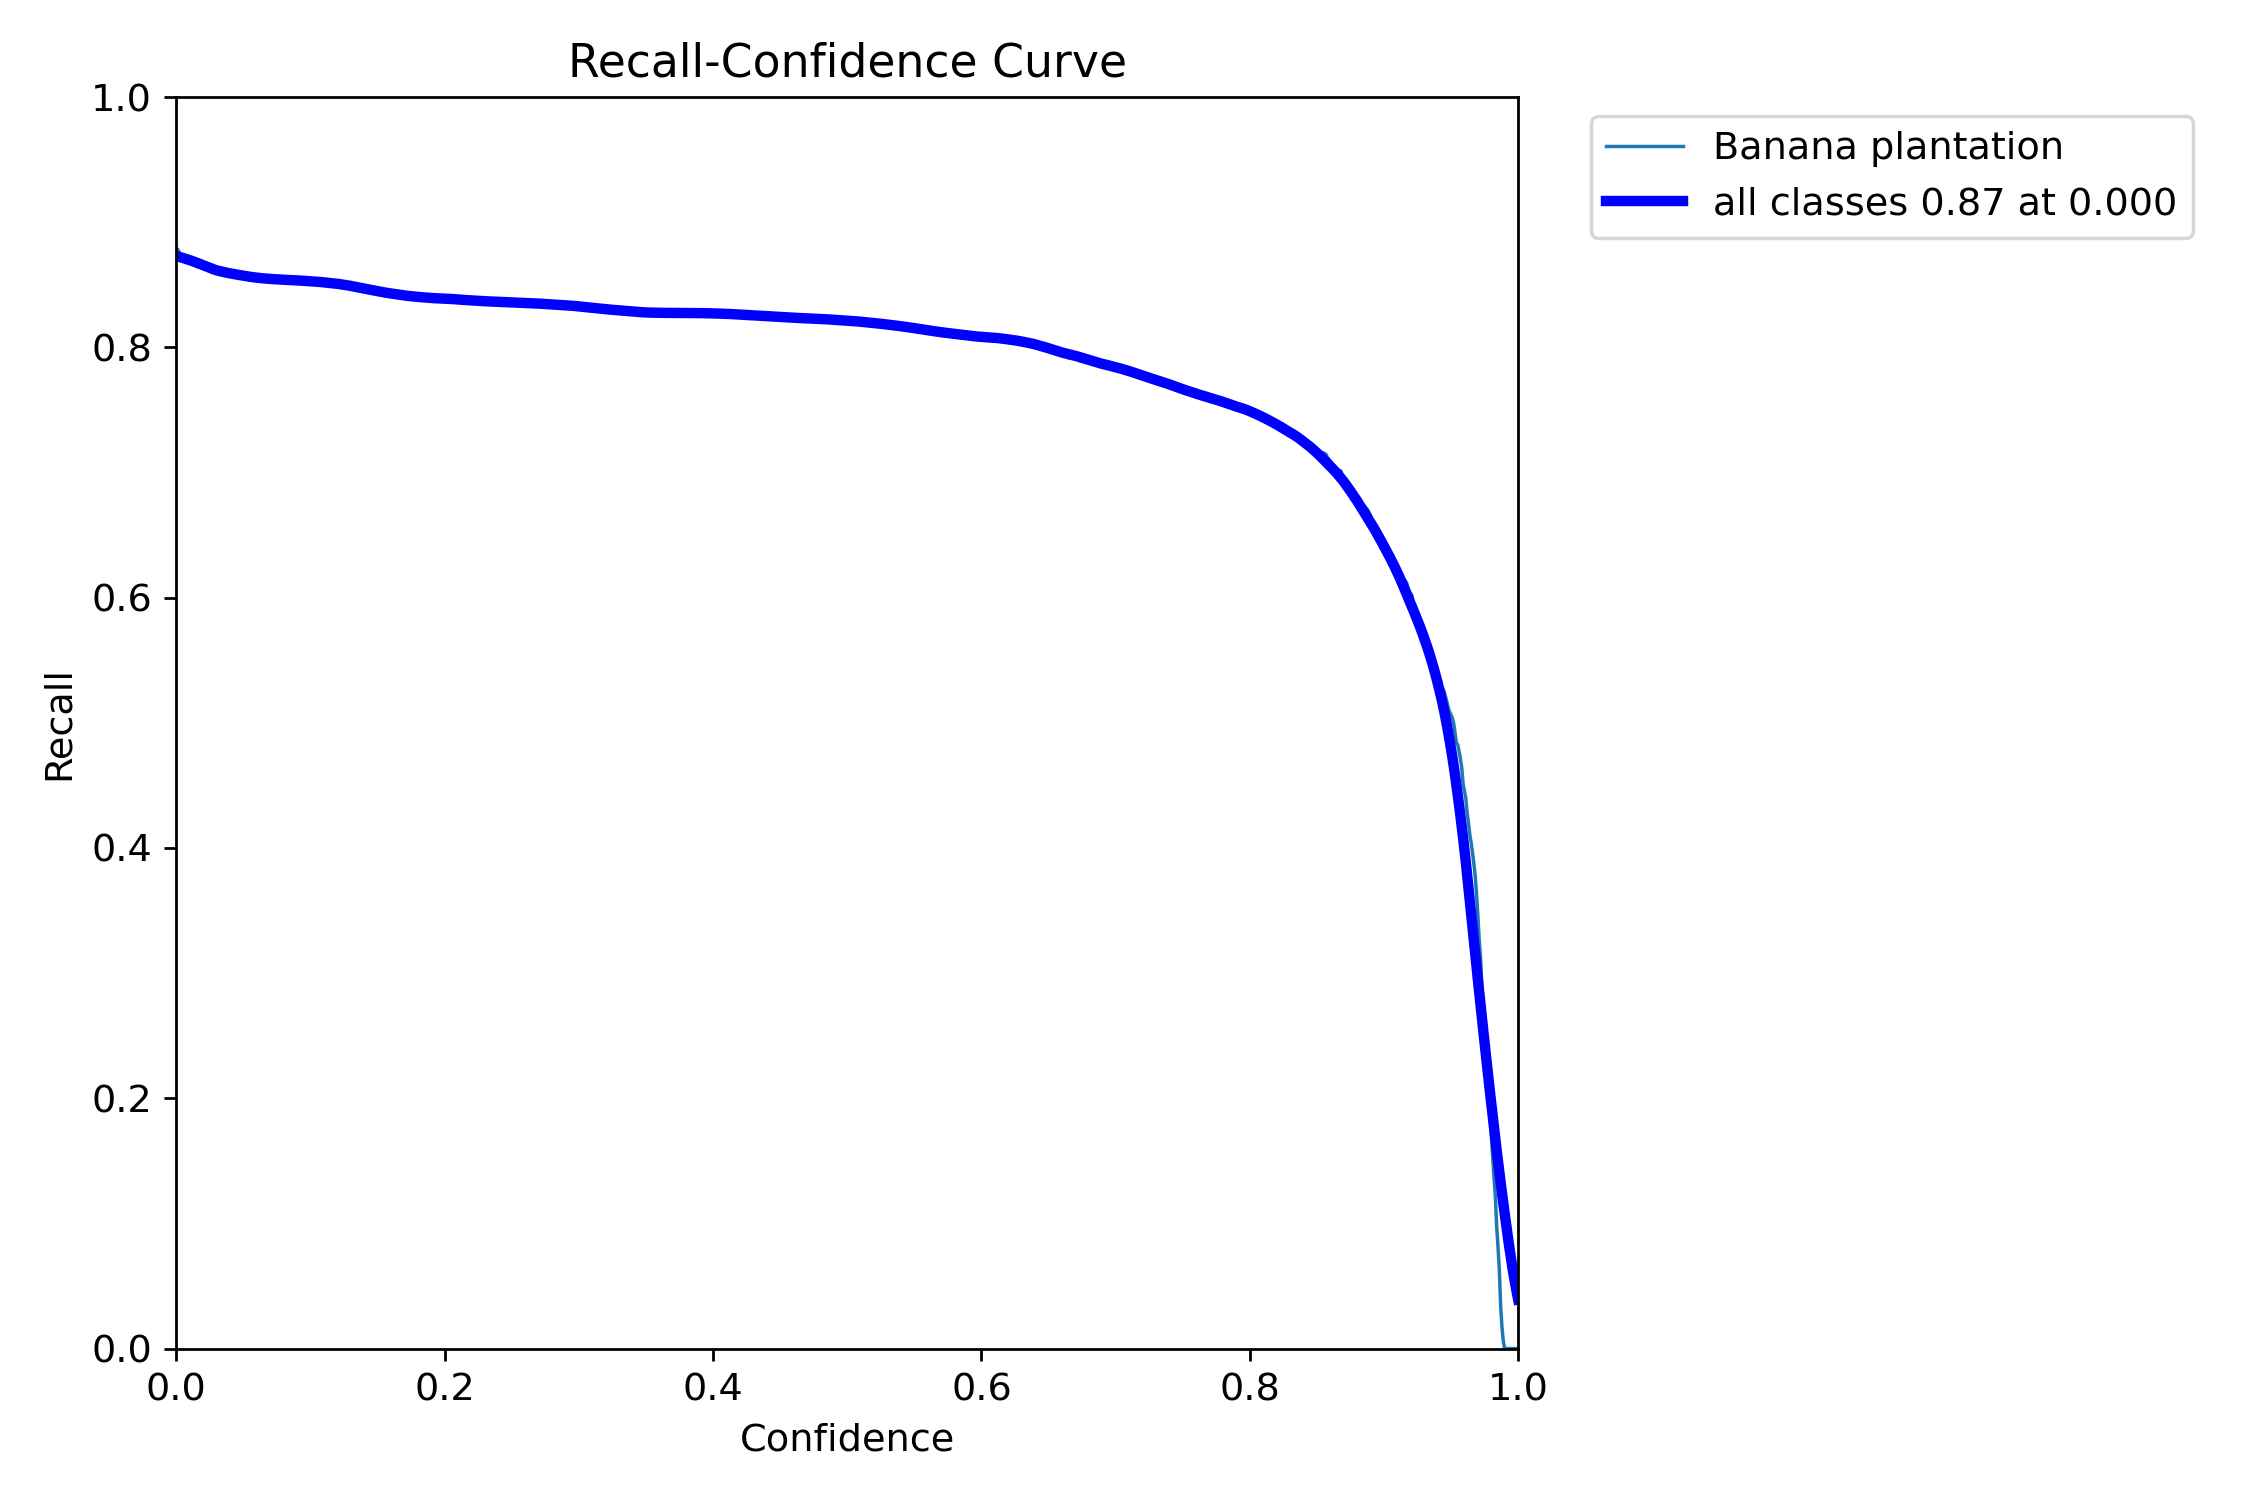 Recall-Confidence Curve
Banana plantation
all classes 0.87 at 0.000
1.0
0.8
0.6
0.4
0.2
0.0
Recall
0.0 0.2 0.4 0.6 0.8 1.0
Confidence